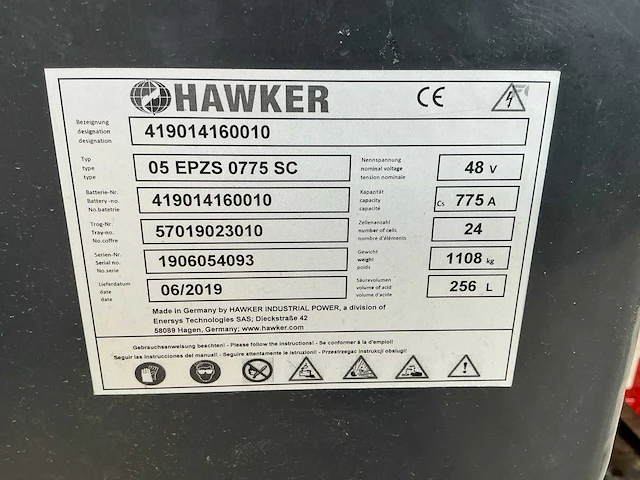 HAWKER CE
Bezeignung
designation
designation
419014160010
Typ
type
type
05 EPZS 0775 SC
Nennspannung
nominal voltage
tension nominale
48 V
Batterie-Nr.
Battery -no.
No.batetrie
419014160010
Kapazität
capacity
capacité
C5 775 A
Trog-Nr.:
Tray-no.
No.coffre
57019023010
Zellenanzahl
number of cells
nombre d'éléments
24
Serien-Nr.
Serial no.
No.serie
1906054093
Gewicht
weight
poids
1108 kg
Lieferdatum
date
date
06/2019
Säurevolumen
volume of acid
volume d'acide
256 L
Made in Germany by HAWKER INDUSTRIAL POWER, a division of
Enersys Technologies SAS; Dieckstraße 42
58089 Hagen, Germany; www.hawker.com
Gebrauchsanweisung beachten! - Please follow the instructions! - Se conformer à la d'emploi!
Seguir las instrucciones del manual! - Seguire attentamente le istruzioni! - Przestrzegac instrukcji obslugi!